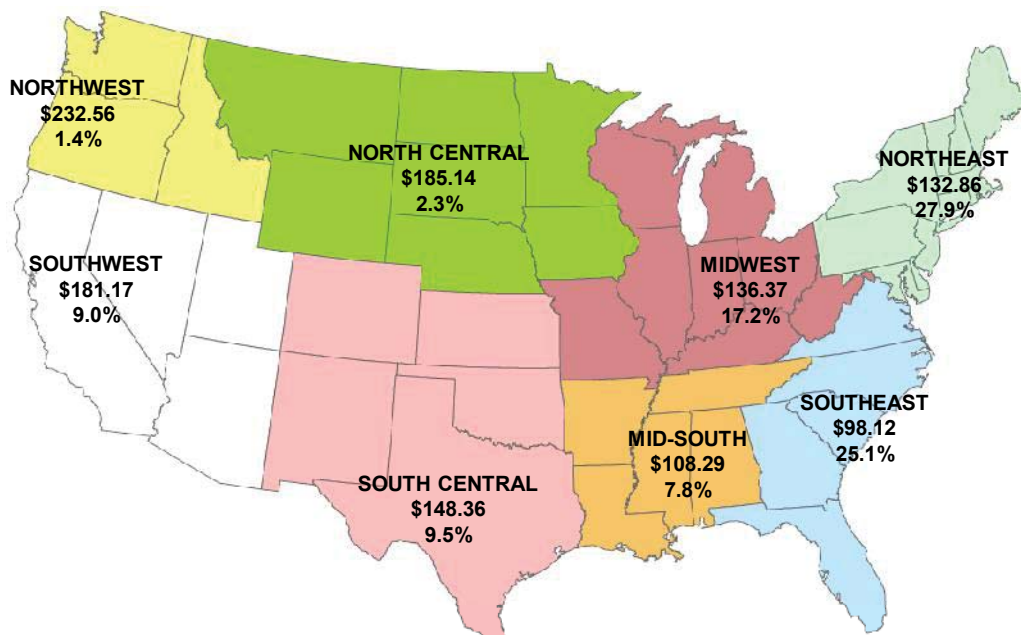 NORTHWEST
$232.56
1.4%
NORTH CENTRAL
$185.14
2.3%
NORTHEAST
$132.86
27.9%
SOUTHWEST
$181.17
9.0%
MIDWEST
$136.37
17.2%
SOUTHEAST
$98.12
25.1%
MID-SOUTH
$108.29
7.8%
SOUTH CENTRAL
$148.36
9.5%